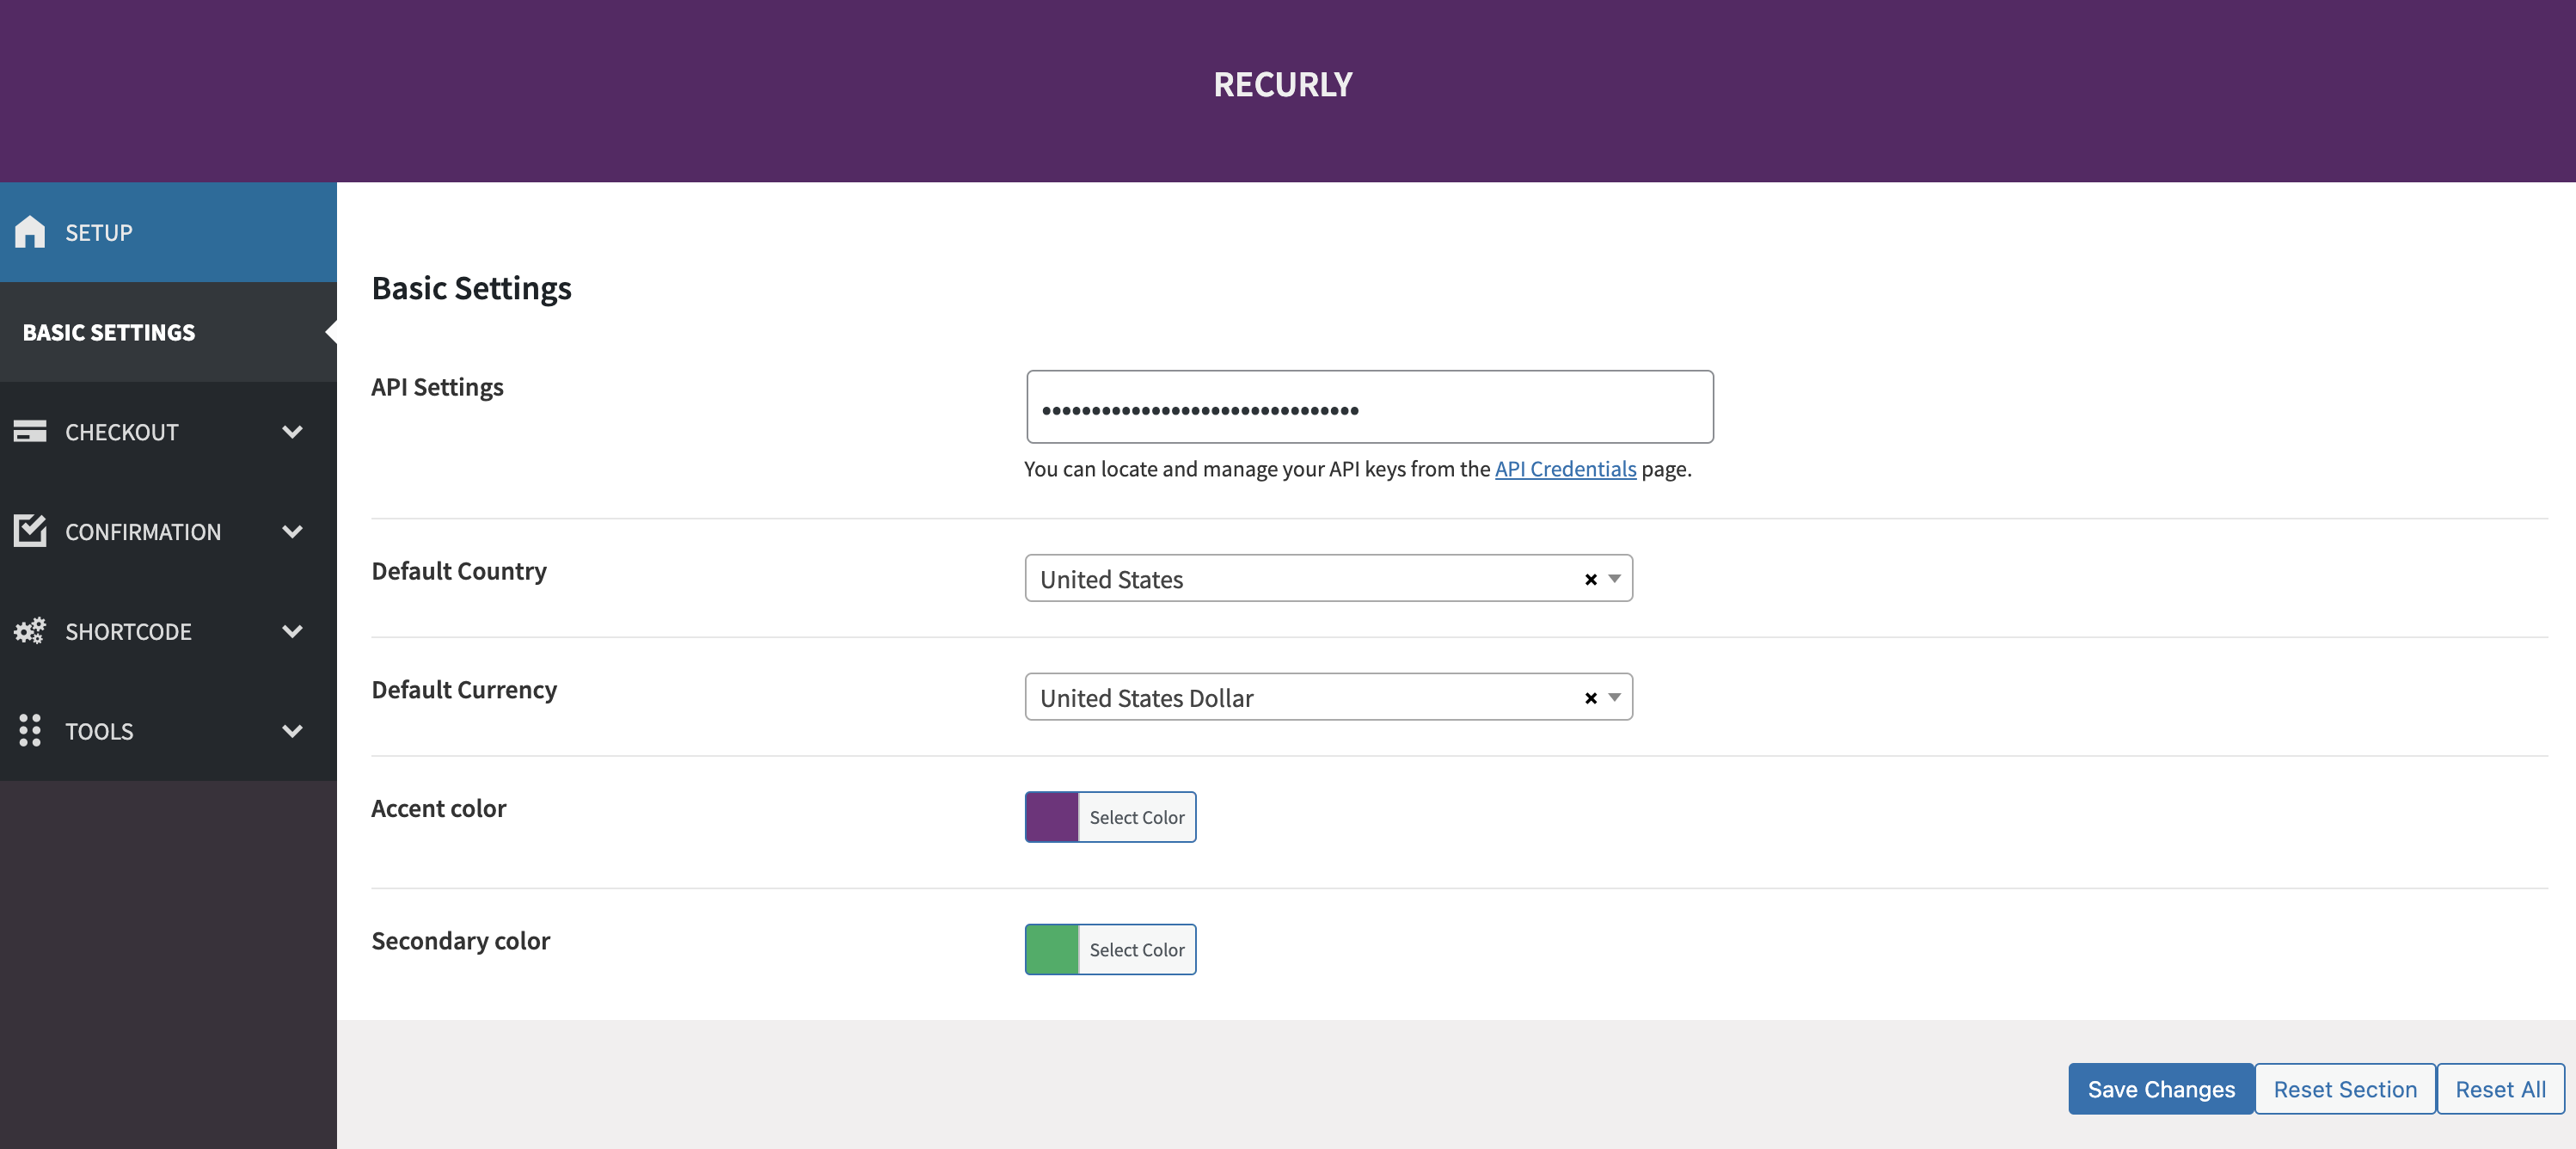 RECURLY
SETUP
BASIC SETTINGS
CHECKOUT
CONFIRMATION
SHORTCODE
TOOLS
Basic Settings
API Settings
••••••••••••••••••••••••••••••••
You can locate and manage your API keys from the API Credentials page.
Default Country
United States
Default Currency
United States Dollar
Accent color
Select Color
Secondary color
Select Color
Save Changes
Reset Section
Reset All